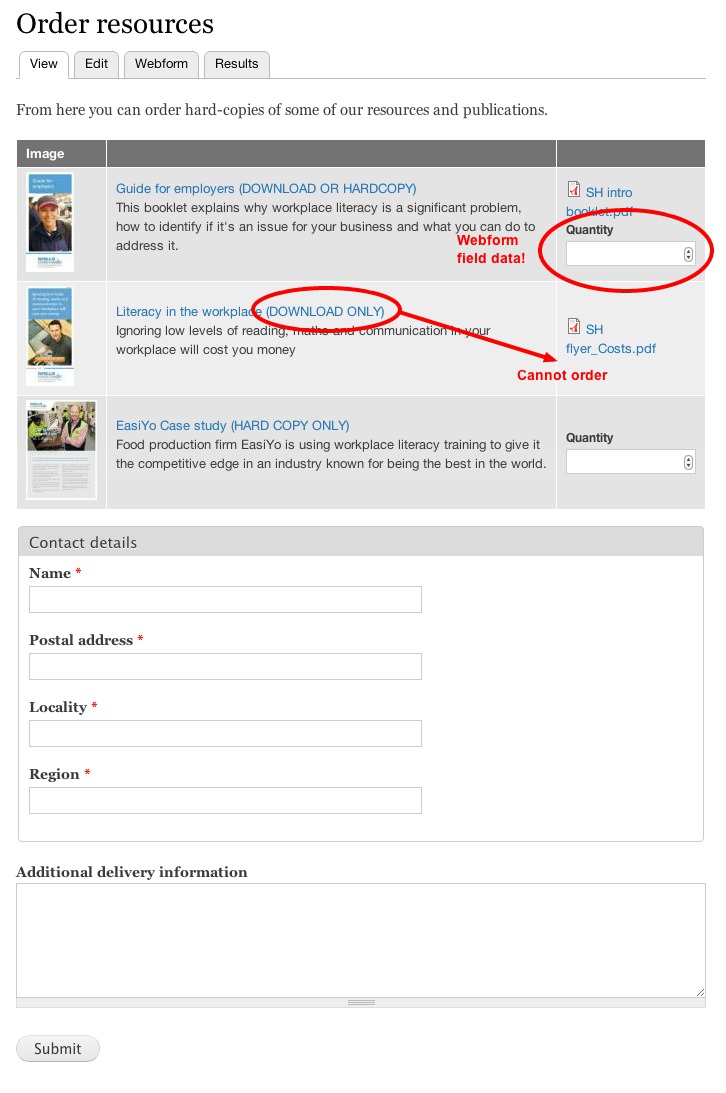 Order resources
View Edit Webform Results
From here you can order hard-copies of some of our resources and publications.
Image
Guide for employers
Guide for employers (DOWNLOAD OR HARDCOPY)
This booklet explains why workplace literacy is a significant problem,
how to identify if it's an issue for your business and what you can do to
address it.
Webform
field data!
SH intro
booklet.pdf
Quantity
Literacy in the workplace (DOWNLOAD ONLY)
Ignoring low levels of reading, maths and communication in your
workplace will cost you money
SH
flyer_Costs.pdf
Cannot order
EasiYo Case study (HARD COPY ONLY)
Food production firm EasiYo is using workplace literacy training to give it
the competitive edge in an industry known for being the best in the world.
Quantity
Contact details
Name *
Postal address *
Locality *
Region *
Additional delivery information
Submit